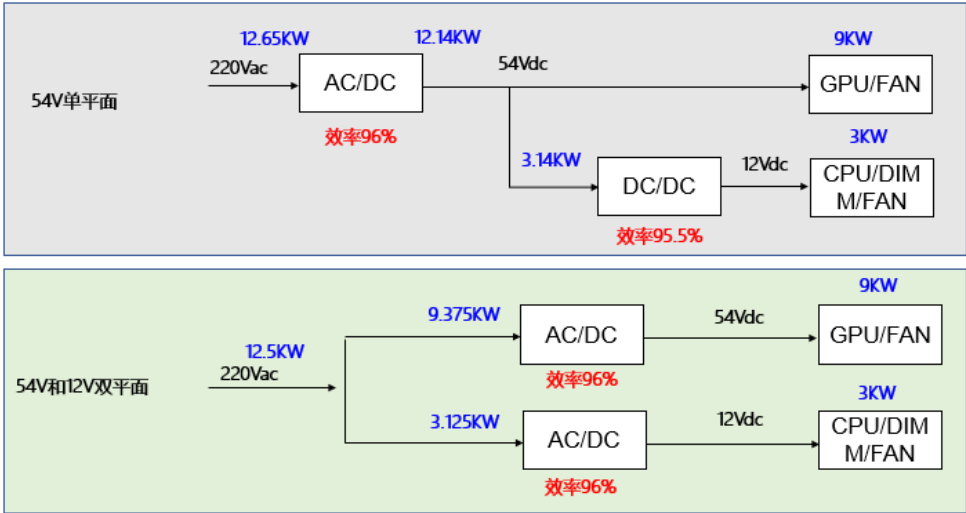 12.65KW
12.14KW
9KW
220Vac
AC/DC
54Vdc
GPU/FAN
54V单平面
效率96%
3KW
3.14KW
12Vdc
DC/DC
CPU/DIM
M/FAN
效率95.5%
9KW
9.375KW
54Vdc
AC/DC
GPU/FAN
12.5KW
220Vac
效率96%
54V和12V双平面
3KW
3.125KW
12Vdc
AC/DC
CPU/DIM
M/FAN
效率96%